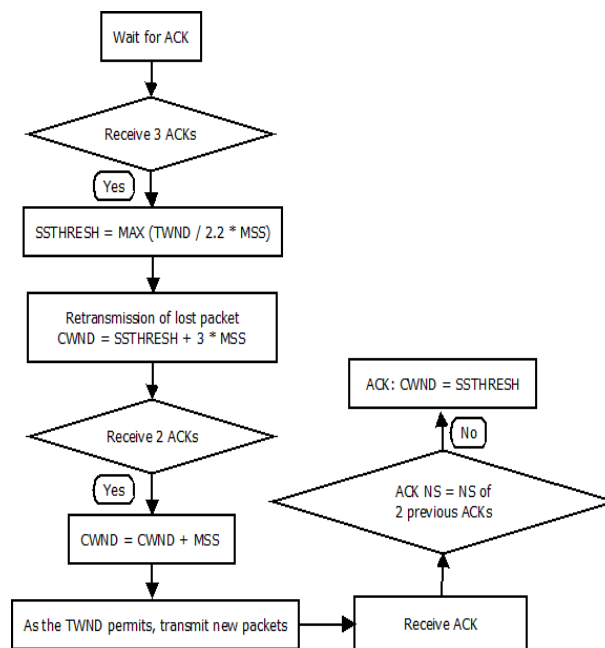 Wait for ACK
Receive 3 ACKs
Yes
SSTHRESH = MAX (TWND / 2.2 * MSS)
Retransmission of lost packet
CWND = SSTHRESH + 3 * MSS
Receive 2 ACKs
Yes
CWND = CWND + MSS
As the TWND permits, transmit new packets
Receive ACK
ACK NS = NS of
2 previous ACKs
No
ACK: CWND = SSTHRESH